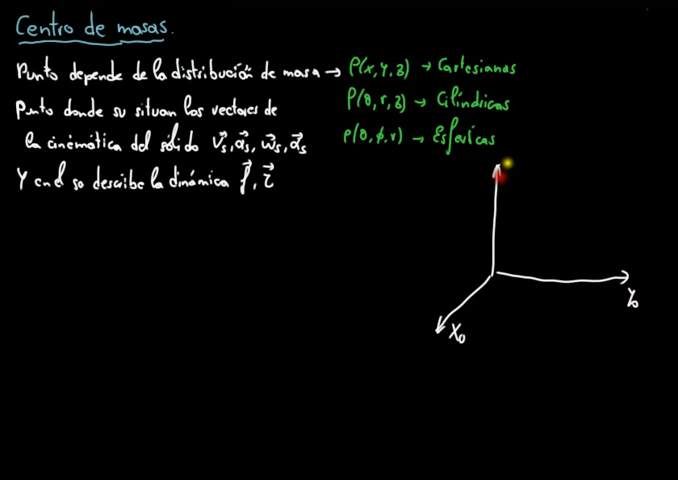 Centro de masas.
Punto depende de la distribución de masa → ρ(x, y, z) → Cartesianas
Punto donde se situan los vectores de ρ(θ, r, z) → Cilíndricas
la cinemática del sólido v⃗s, a⃗s, w⃗s, α⃗s ρ(θ, ϕ, r) → Esféricas
Y en el se describe la dinámica f⃗, τ⃗
Y₀
X₀